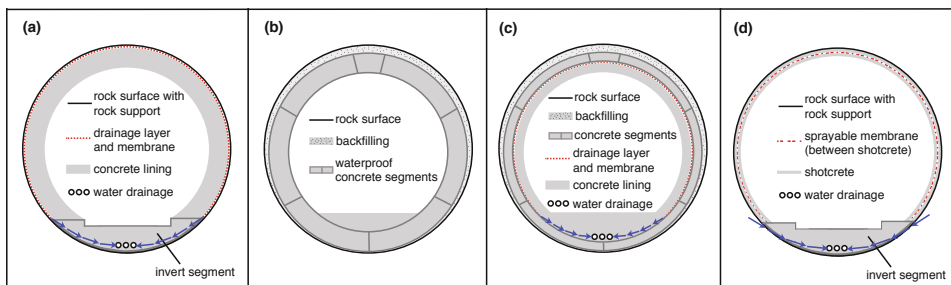 (a)
rock surface with
rock support
drainage layer
and membrane
concrete lining
water drainage
invert segment
(b)
rock surface
backfilling
waterproof
concrete segments
(c)
rock surface
backfilling
concrete segments
drainage layer
and membrane
concrete lining
water drainage
(d)
rock surface with
rock support
sprayable membrane
(between shotcrete)
shotcrete
water drainage
invert segment